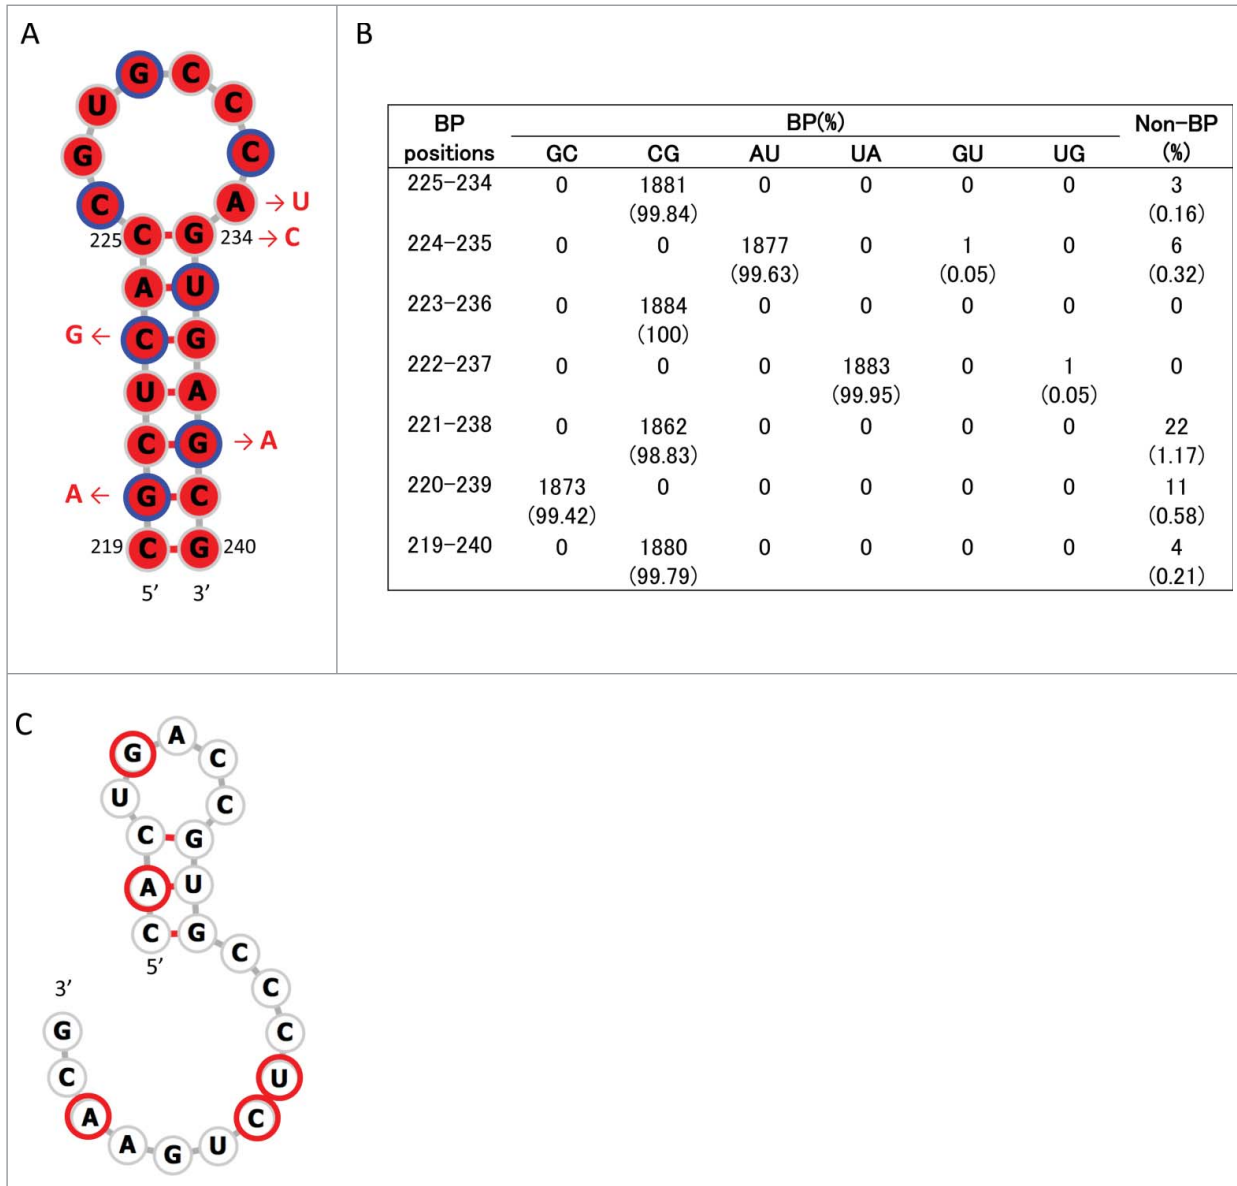 A
G C
U C
G C
C A → U
225 C G 234 → C
A U
G ← C G
U A
C G → A
A ← G C
219 C G 240
5′ 3′
B
BP positions BP(%) Non-BP (%)
GC CG AU UA GU UG
225-234 0 1881 0 0 0 0 3
(99.84) (0.16)
224-235 0 0 1877 0 1 0 6
(99.63) (0.05) (0.32)
223-236 0 1884 0 0 0 0 0
(100)
222-237 0 0 0 1883 0 1 0
(99.95) (0.05)
221-238 0 1862 0 0 0 0 22
(98.83) (1.17)
220-239 1873 0 0 0 0 0 11
(99.42) (0.58)
219-240 0 1880 0 0 0 0 4
(99.79) (0.21)
C
G A C
U C
C G
A U
C G C
5′ C
3′ C
G U
C C
A A G U